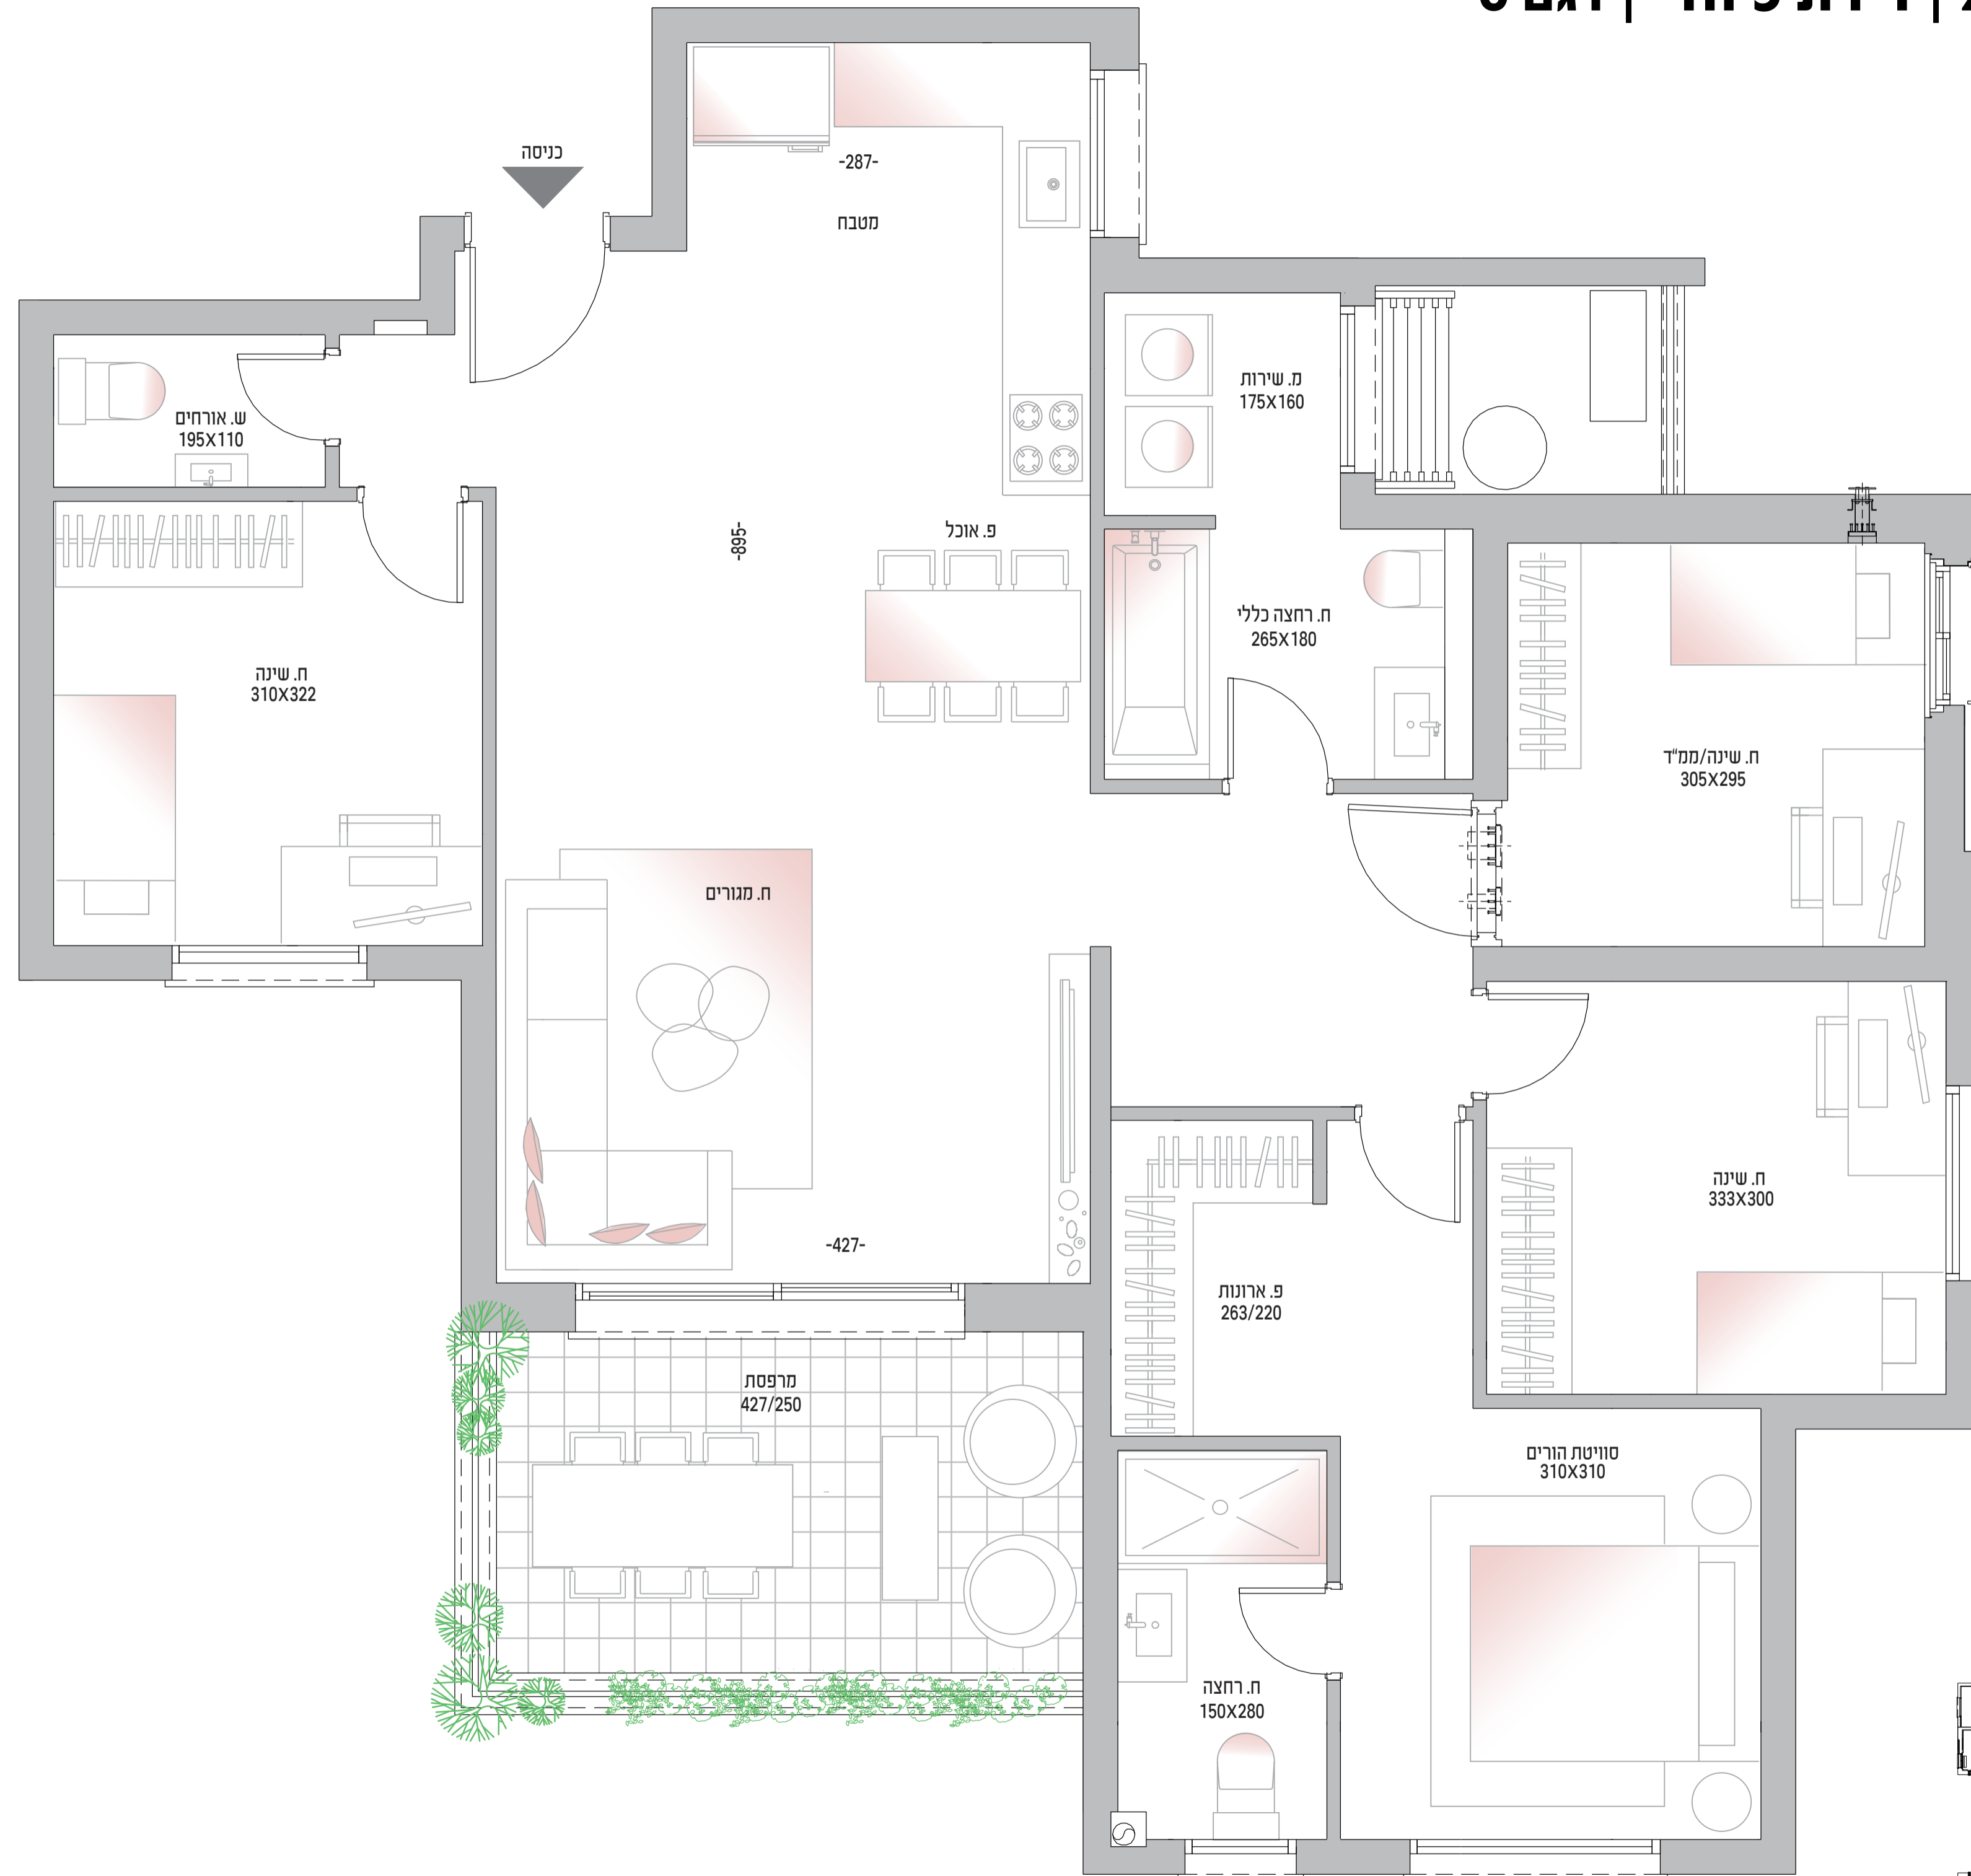 כניסה
-287-
מטבח
מ. שירות
175X160
ש. אורחים
195X110
-895-
פ. אוכל
ח. רחצה כללי
265X180
ח. שינה
310X322
ח. שינה/ממ"ד
305X295
ח. מגורים
ח. שינה
333X300
-427-
פ. ארונות
263/220
מרפסת
427/250
סוויטת הורים
310X310
ח. רחצה
150X280